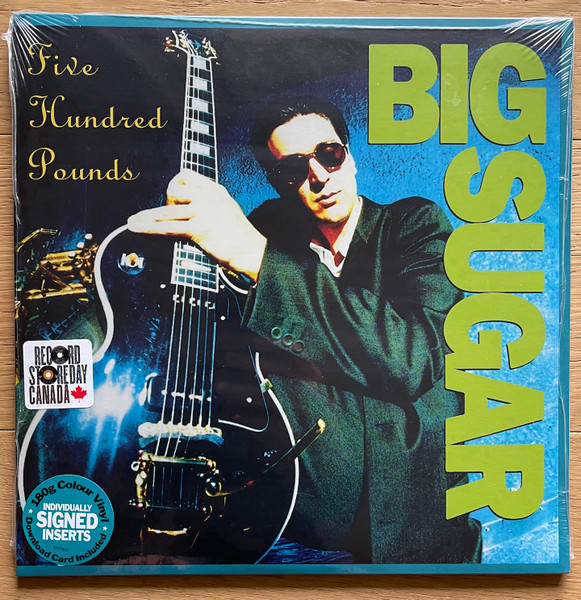 Five
Hundred
Pounds
BIG
SUGAR
RECORD
STORE DAY
CANADA
180g Colour Vinyl
INDIVIDUALLY
SIGNED
INSERTS
Download Card Included